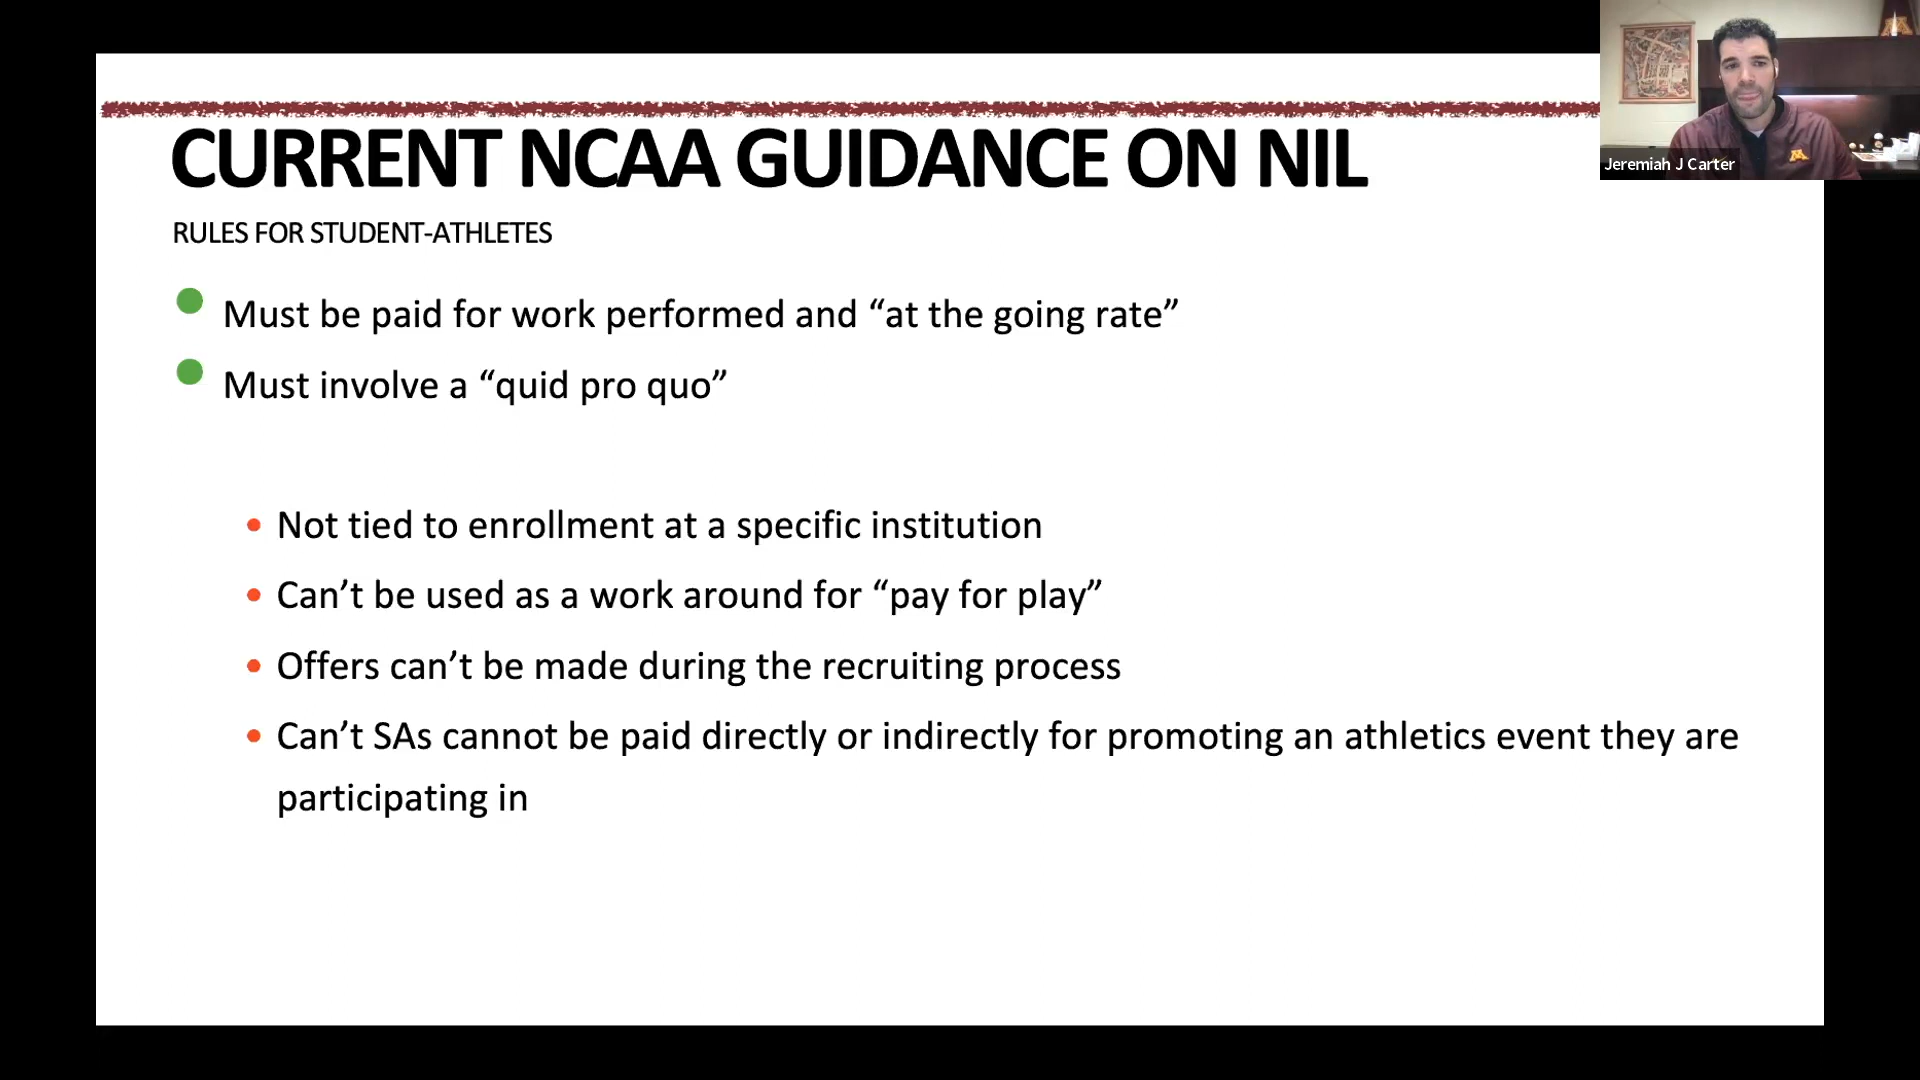 CURRENT NCAA GUIDANCE ON NIL
Jeremiah J Carter
RULES FOR STUDENT-ATHLETES
Must be paid for work performed and “at the going rate”
Must involve a “quid pro quo”
Not tied to enrollment at a specific institution
Can’t be used as a work around for “pay for play”
Offers can’t be made during the recruiting process
Can’t SAs cannot be paid directly or indirectly for promoting an athletics event they are
participating in